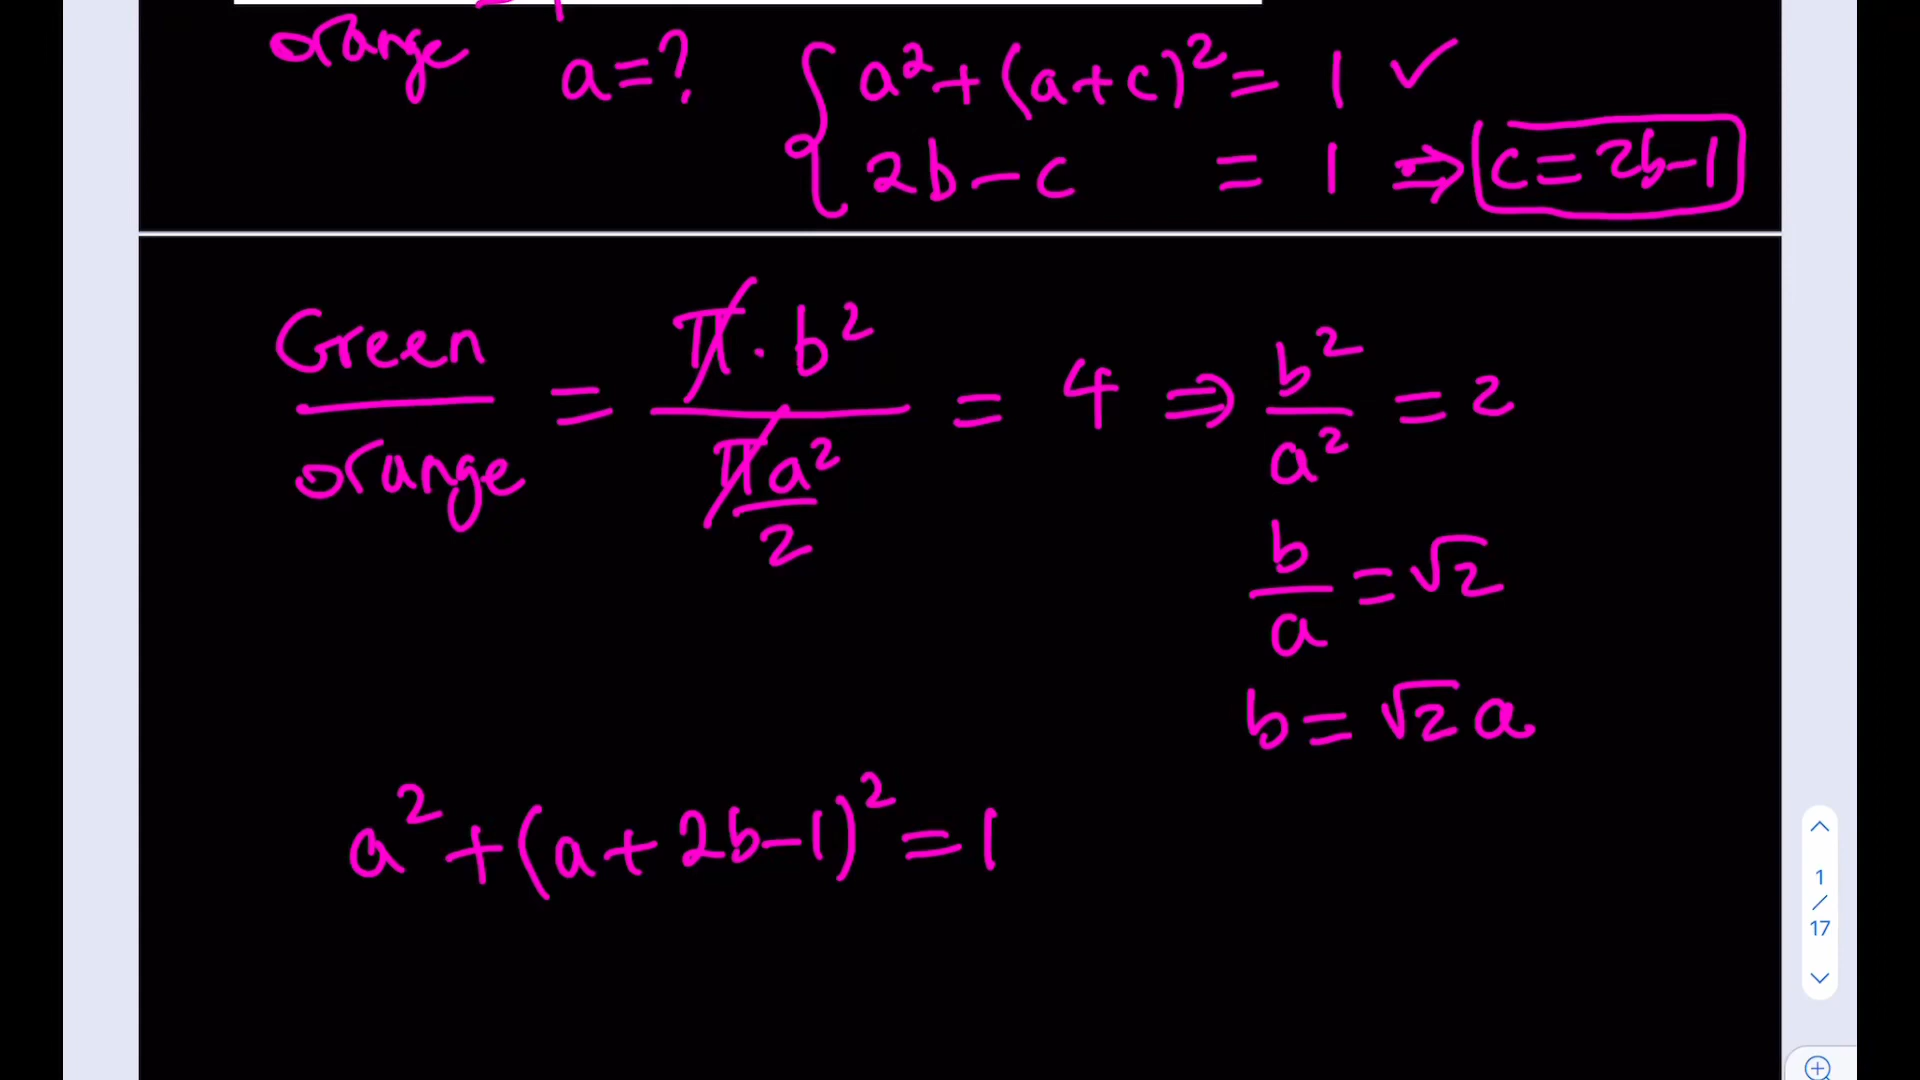 orange a=? { a²+(a+c)²= 1 ✓
2b-c = 1 ⇒ c=2b-1
Green/orange = π·b²/(πa²/2) = 4 ⇒ b²/a² = 2
b/a = √2
b= √2 a
a²+(a+2b-1)²=1
1
/
17